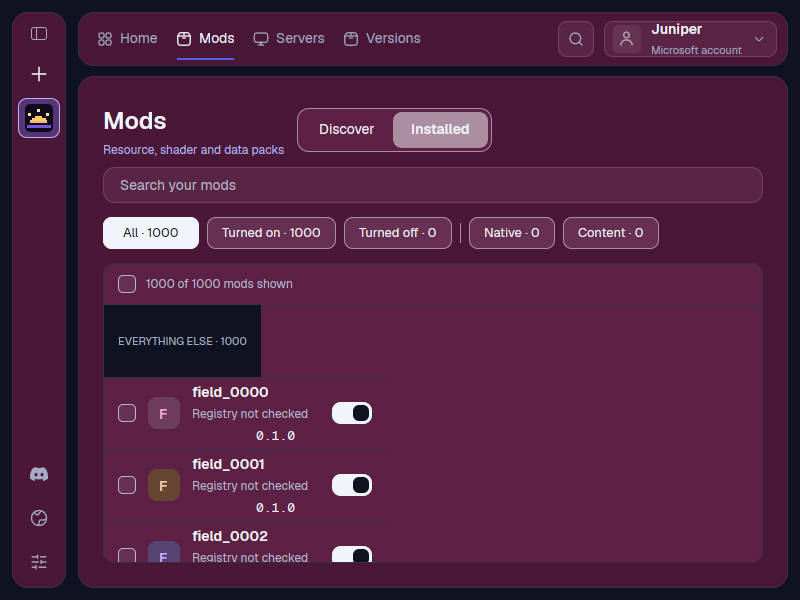 Home
Mods
Servers
Versions
Juniper
Microsoft account
Mods
Resource, shader and data packs
Discover
Installed
Search your mods
All · 1000
Turned on · 1000
Turned off · 0
Native · 0
Content · 0
1000 of 1000 mods shown
EVERYTHING ELSE · 1000
F
field_0000
Registry not checked
0.1.0
F
field_0001
Registry not checked
0.1.0
F
field_0002
Registry not checked